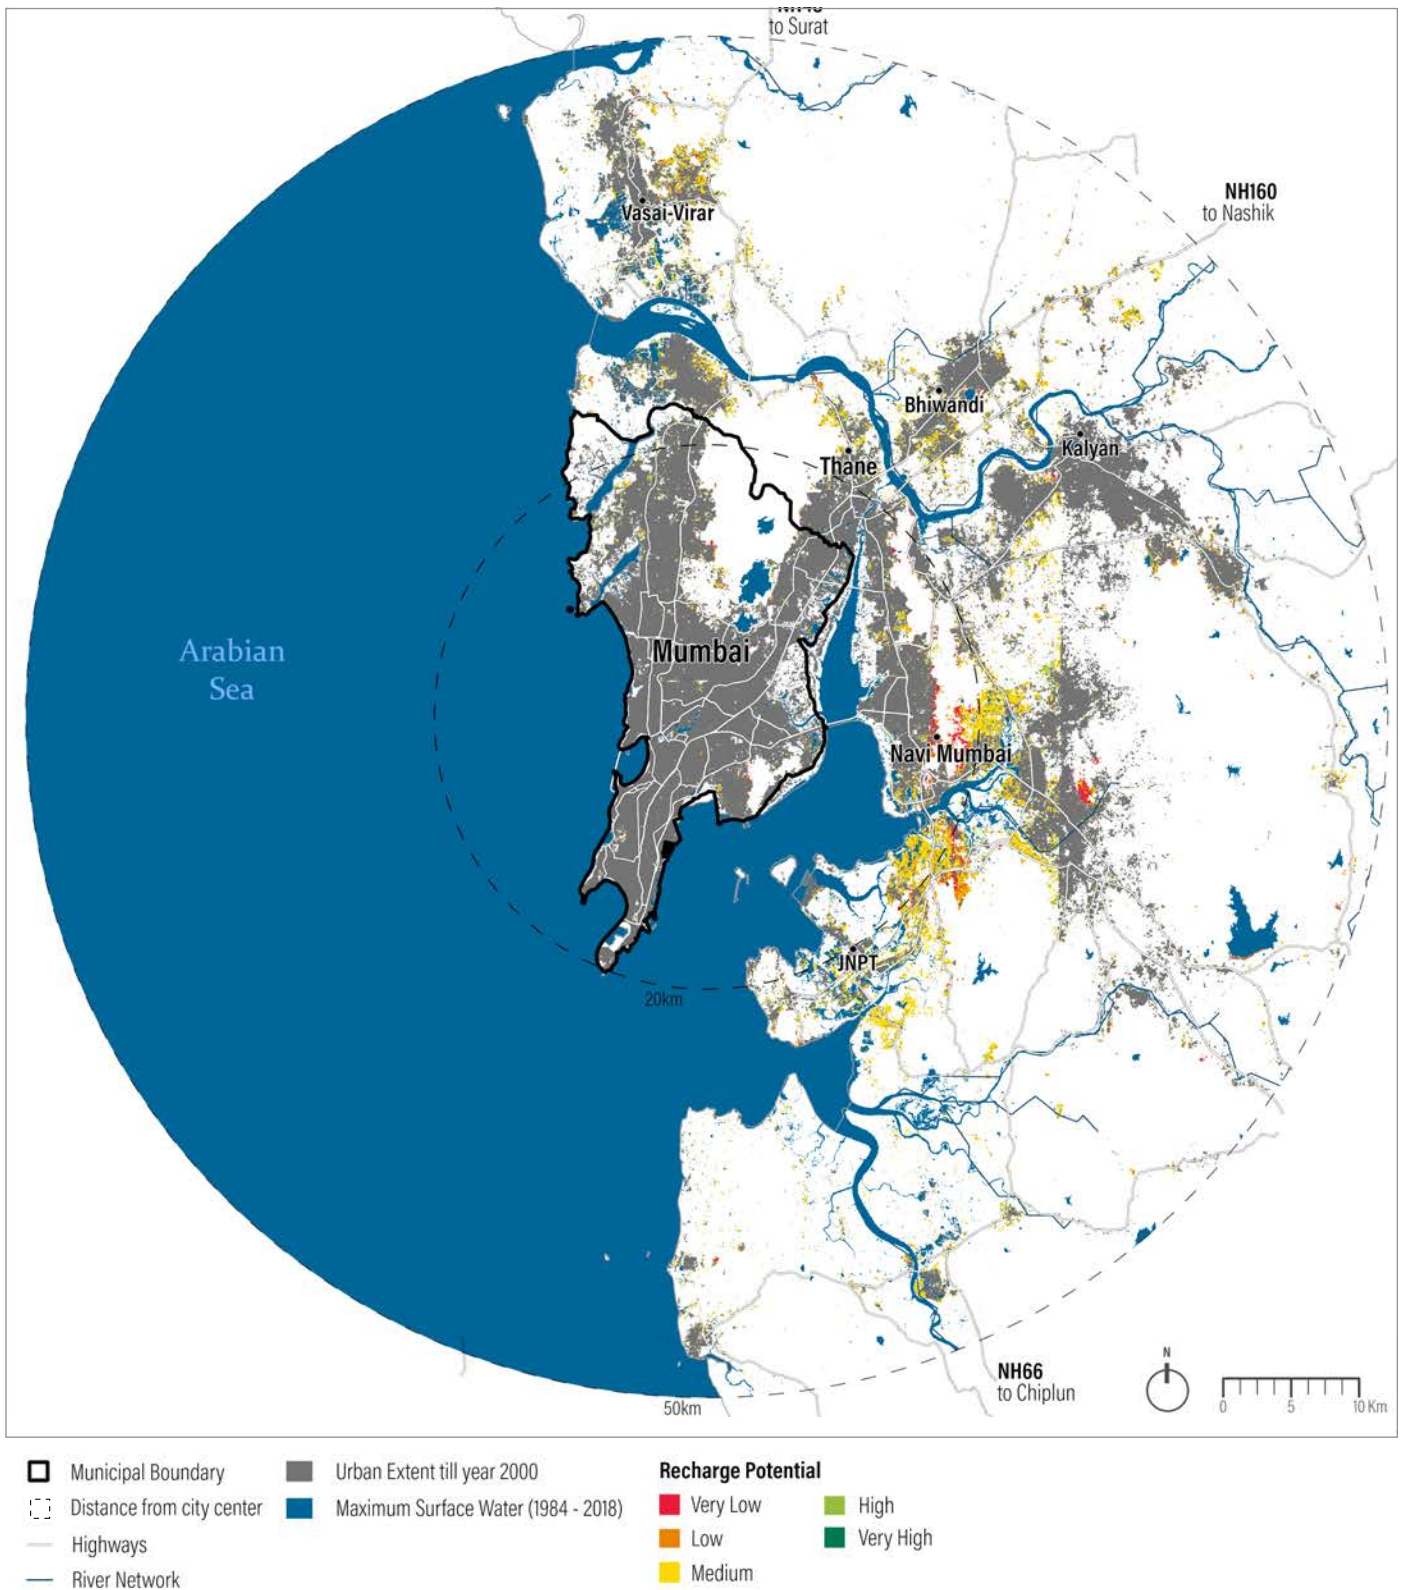 to Surat
NH160
to Nashik
Vasai-Virar
Bhiwandi
Kalyan
Thane
Arabian
Sea
Mumbai
Navi Mumbai
JNPT
20km
NH66
to Chiplun
50km
N
0 5 10 Km
Municipal Boundary
Distance from city center
Highways
River Network
Urban Extent till year 2000
Maximum Surface Water (1984 - 2018)
Recharge Potential
Very Low
Low
Medium
High
Very High